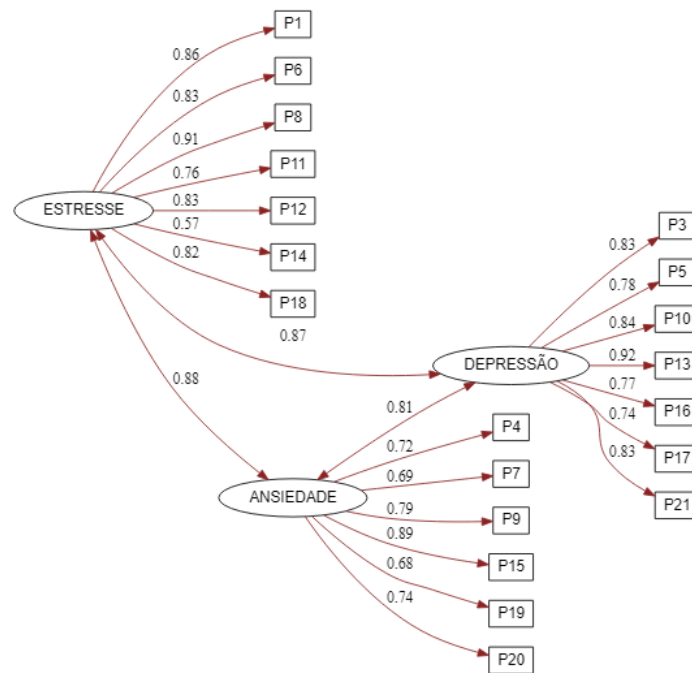 P1
0.86
P6
0.83
P8
0.91
P11
0.76
ESTRESSE
0.83
P12
0.57
P14
0.82
P18
0.87
0.88
P3
0.83
P5
0.78
P10
0.84
DEPRESSÃO
0.92
P13
0.77
P16
0.74
P17
0.83
P21
0.81
P4
0.72
P7
0.69
ANSIEDADE
0.79
P9
0.89
P15
0.68
P19
0.74
P20